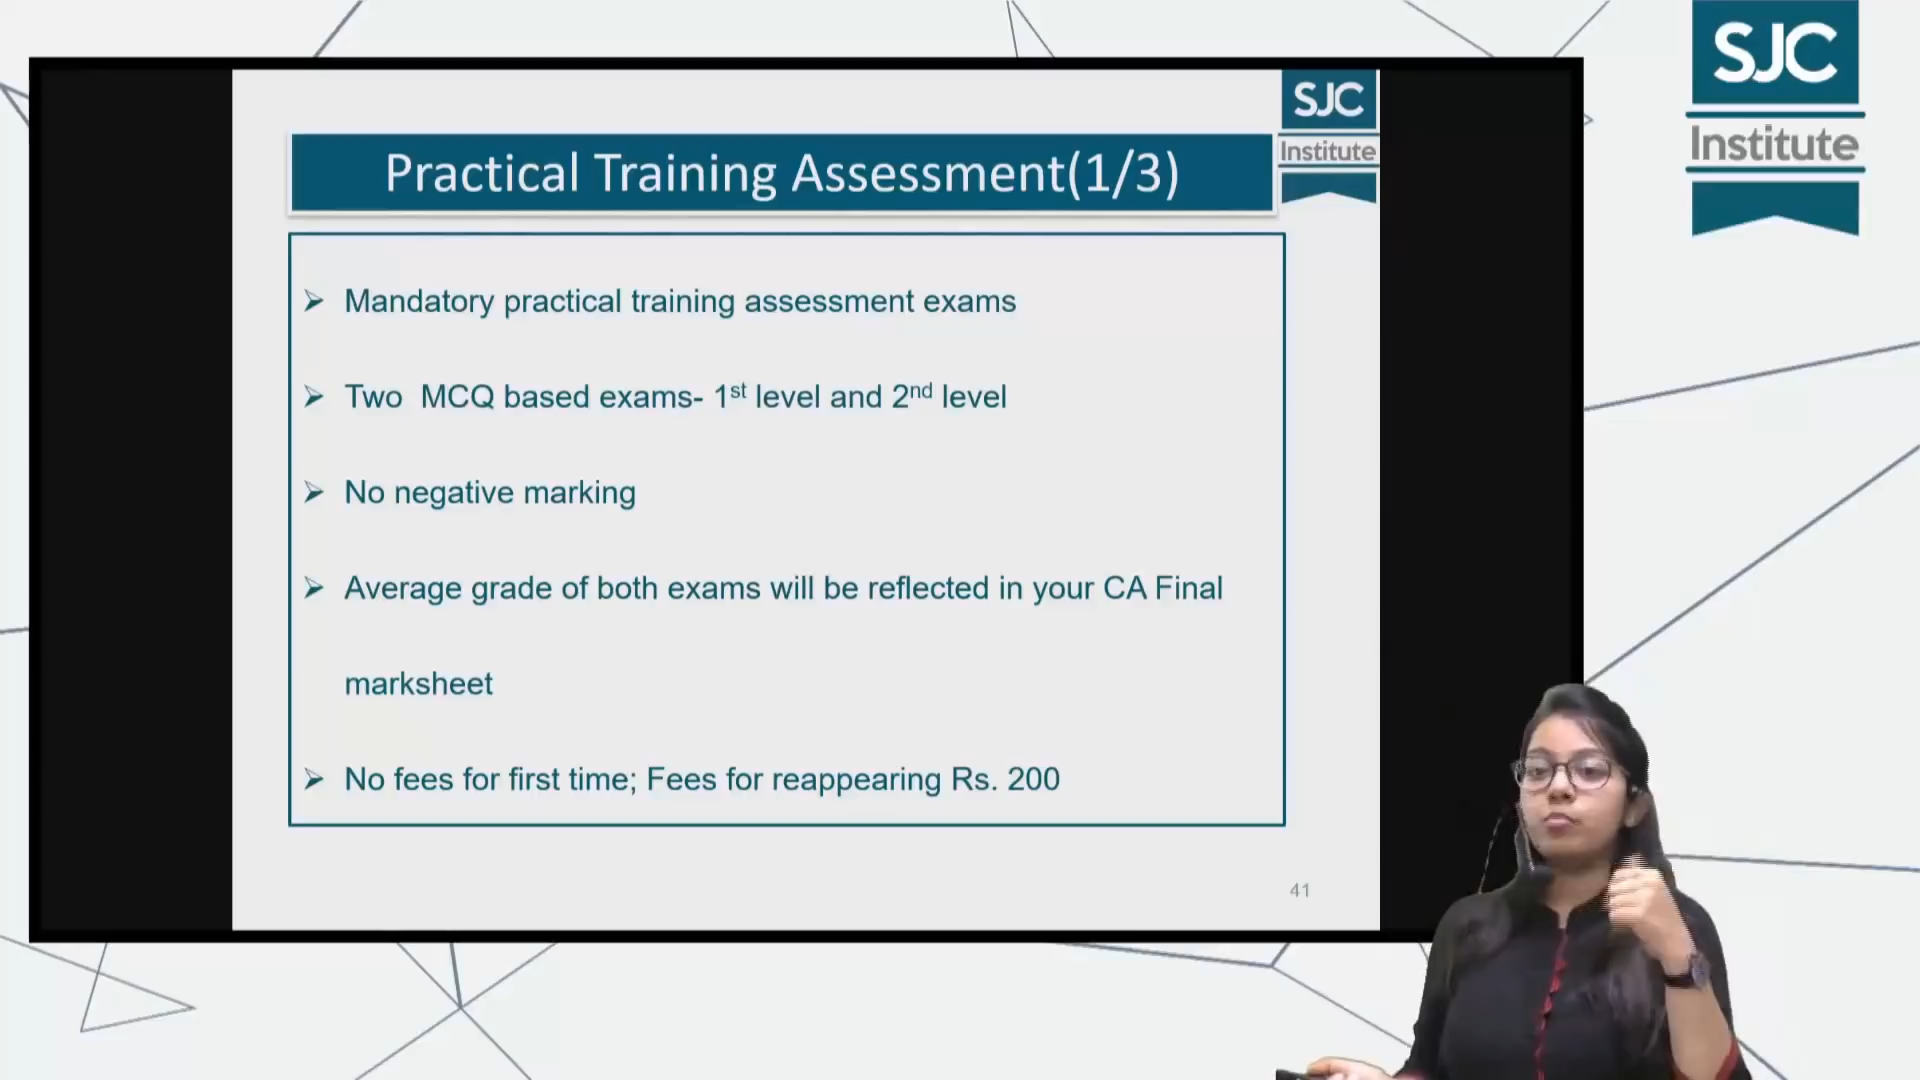 SJC
Institute
SJC
Institute
Practical Training Assessment(1/3)
➢ Mandatory practical training assessment exams
➢ Two MCQ based exams- 1st level and 2nd level
➢ No negative marking
➢ Average grade of both exams will be reflected in your CA Final
marksheet
➢ No fees for first time; Fees for reappearing Rs. 200
41